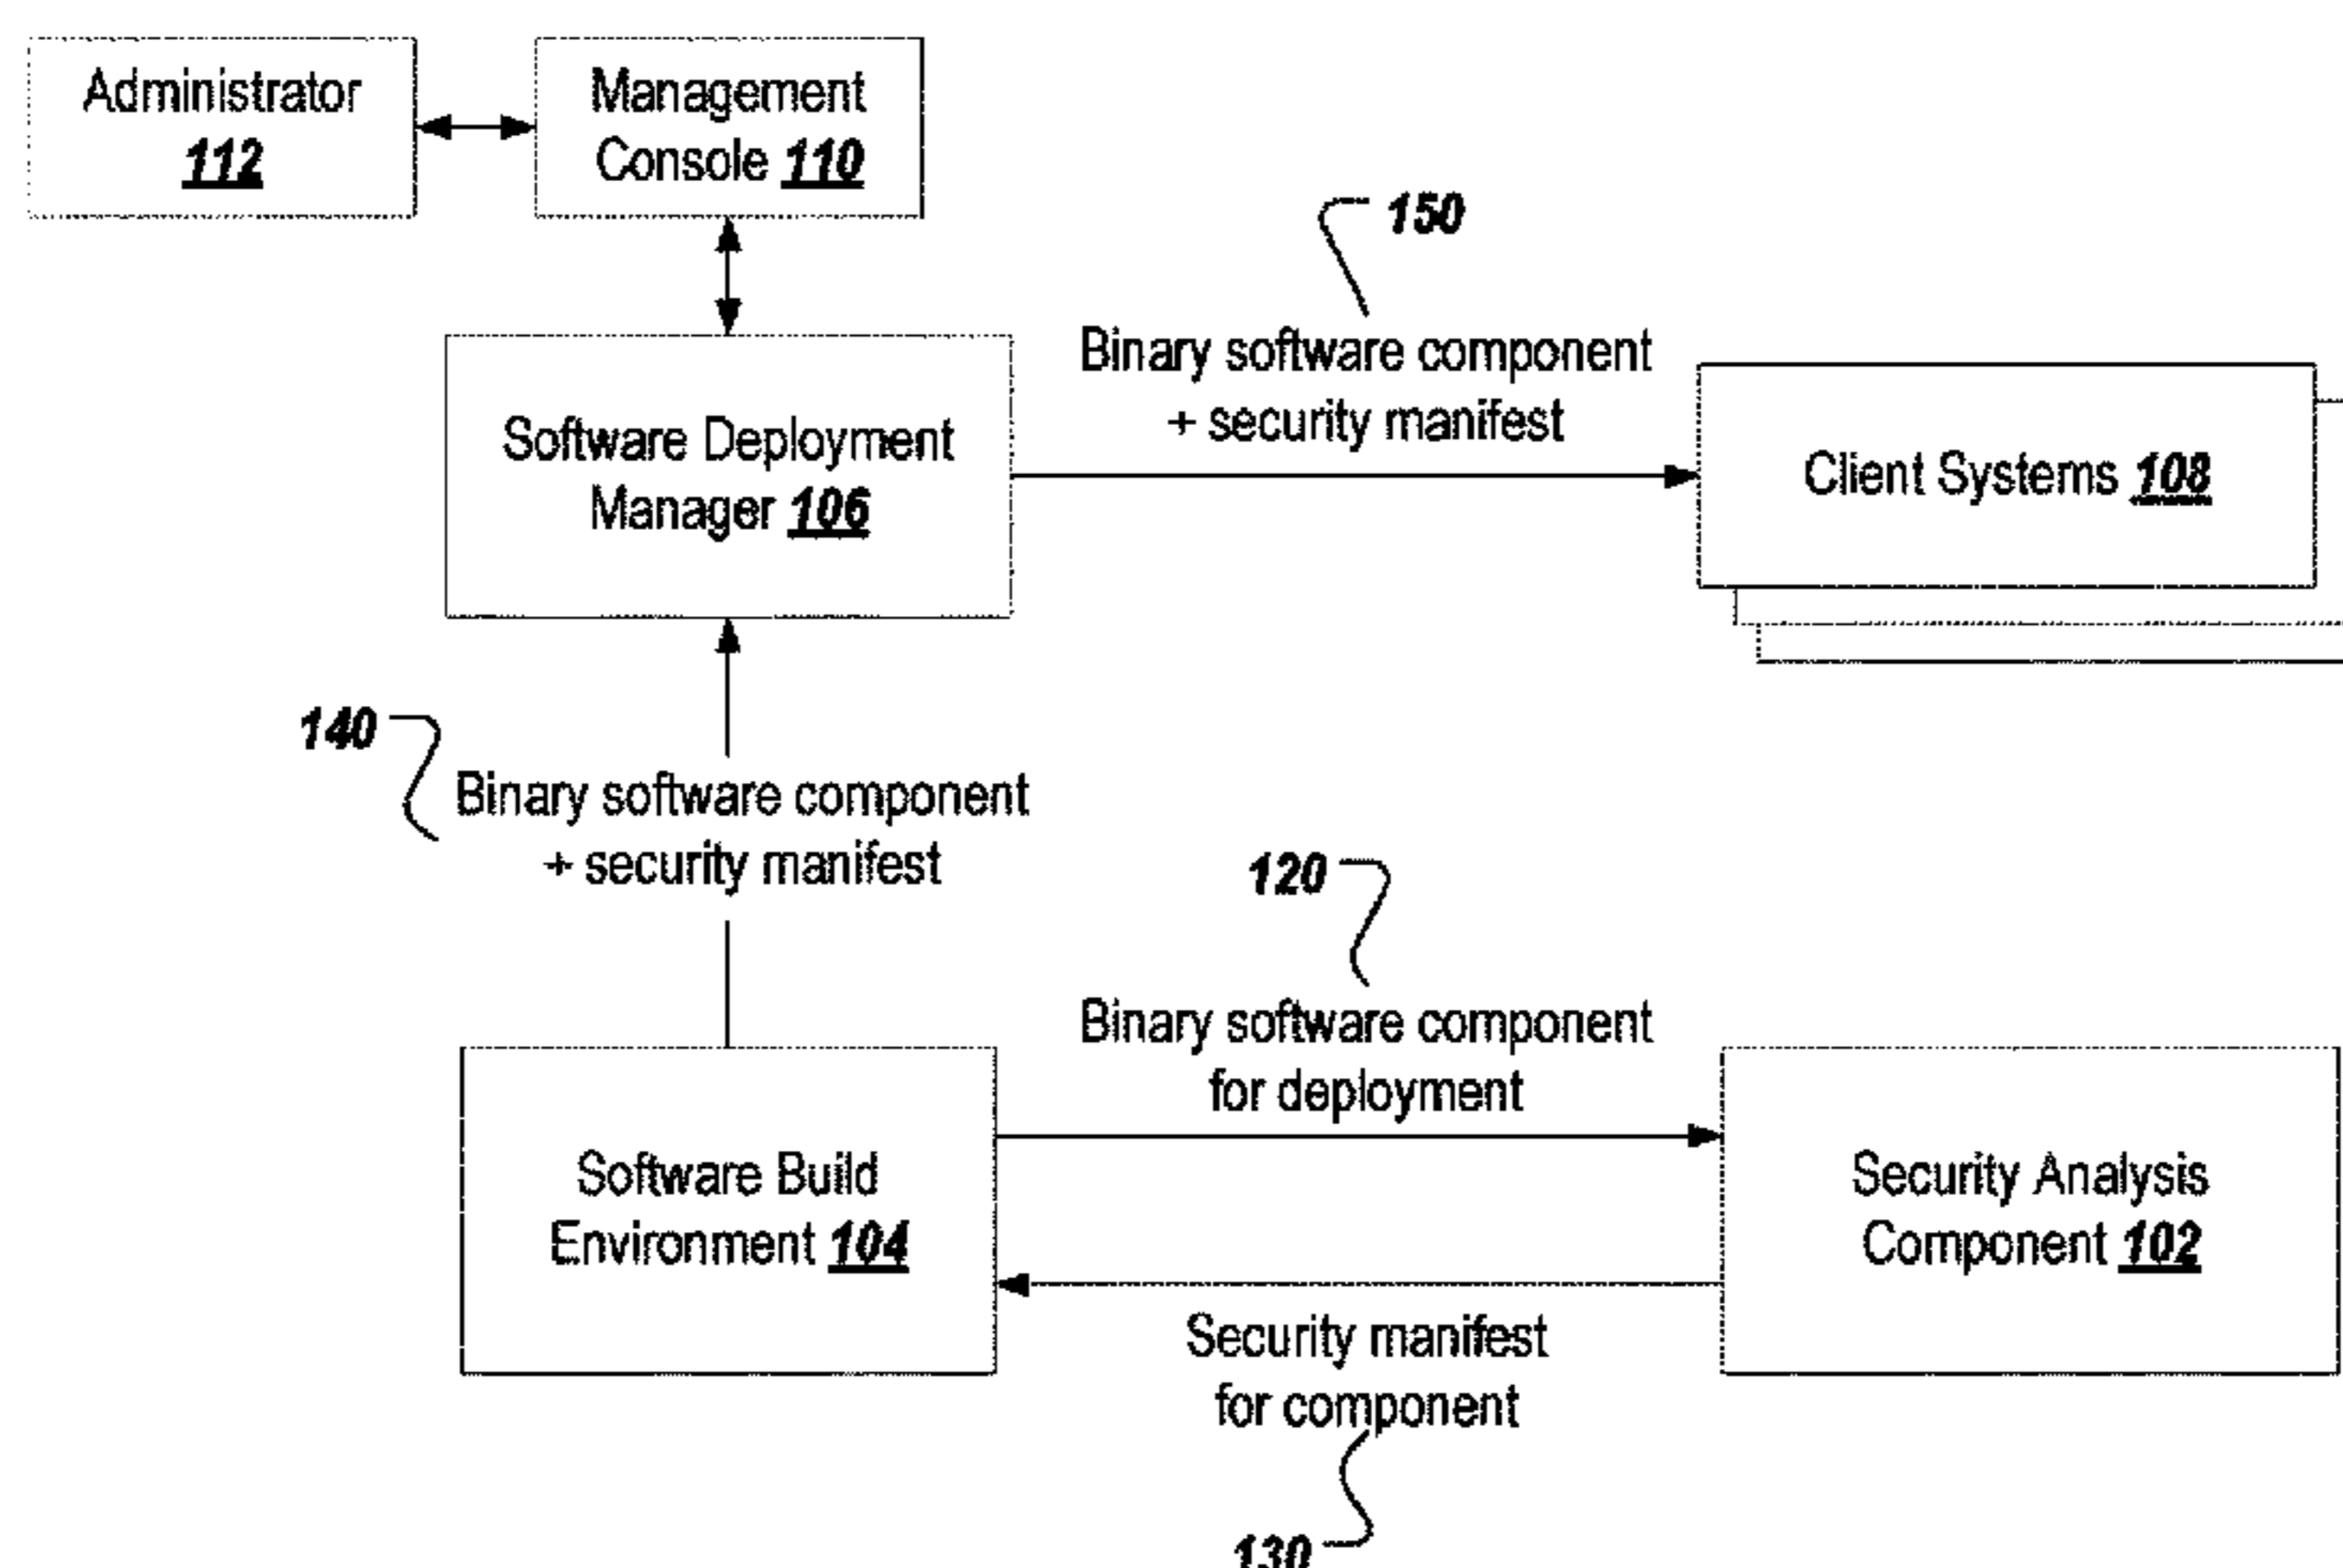 Administrator
112
Management
Console 110
150
Binary software component
+ security manifest
Software Deployment
Manager 106
Client Systems 108
140
Binary software component
+ security manifest
120
Binary software component
for deployment
Software Build
Environment 104
Security Analysis
Component 102
Security manifest
for component
130